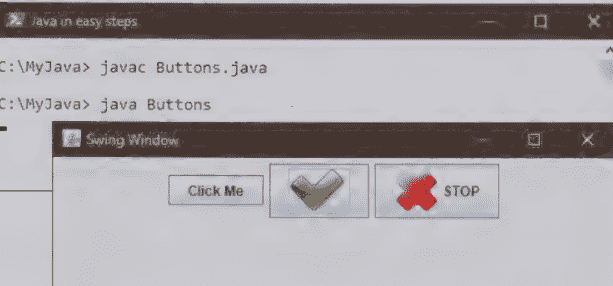 Java in easy steps
C:\MyJava> javac Buttons.java
C:\MyJava> java Buttons
Swing Window
Click Me
STOP